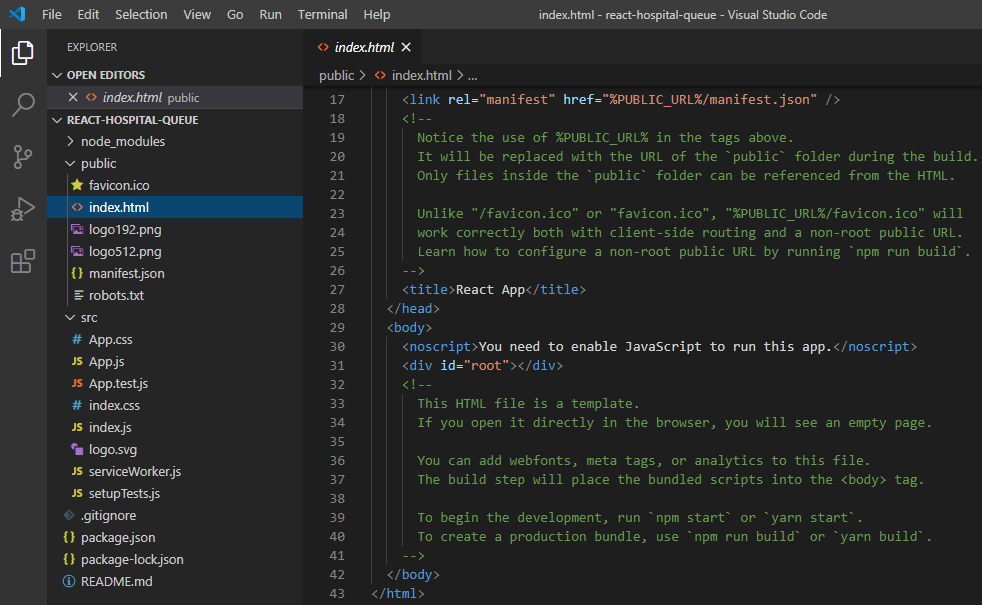 File Edit Selection View Go Run Terminal Help index.html - react-hospital-queue - Visual Studio Code
EXPLORER
OPEN EDITORS
index.html public
REACT-HOSPITAL-QUEUE
node_modules
public
favicon.ico
index.html
logo192.png
logo512.png
{} manifest.json
robots.txt
src
# App.css
JS App.js
JS App.test.js
# index.css
JS index.js
logo.svg
JS serviceWorker.js
JS setupTests.js
.gitignore
{} package.json
{} package-lock.json
README.md
<> index.html
public > <> index.html > ...
17 <link rel="manifest" href="%PUBLIC_URL%/manifest.json" />
18 <!--
19 Notice the use of %PUBLIC_URL% in the tags above.
20 It will be replaced with the URL of the `public` folder during the build.
21 Only files inside the `public` folder can be referenced from the HTML.
22
23 Unlike "/favicon.ico" or "favicon.ico", "%PUBLIC_URL%/favicon.ico" will
24 work correctly both with client-side routing and a non-root public URL.
25 Learn how to configure a non-root public URL by running `npm run build`.
26 -->
27 <title>React App</title>
28 </head>
29 <body>
30 <noscript>You need to enable JavaScript to run this app.</noscript>
31 <div id="root"></div>
32 <!--
33 This HTML file is a template.
34 If you open it directly in the browser, you will see an empty page.
35
36 You can add webfonts, meta tags, or analytics to this file.
37 The build step will place the bundled scripts into the <body> tag.
38
39 To begin the development, run `npm start` or `yarn start`.
40 To create a production bundle, use `npm run build` or `yarn build`.
41 -->
42 </body>
43 </html>